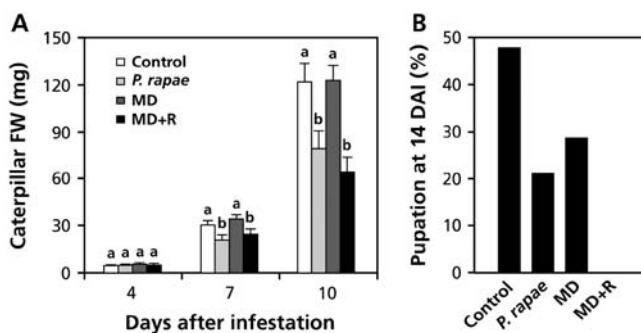 A
Caterpillar FW (mg)
150
120
90
60
30
0
Control
P. rapae
MD
MD+R
a a a a
a b a b
a b a b
4 7 10
Days after infestation
B
Pupation at 14 DAI (%)
50
40
30
20
10
0
Control
P. rapae
MD
MD+R